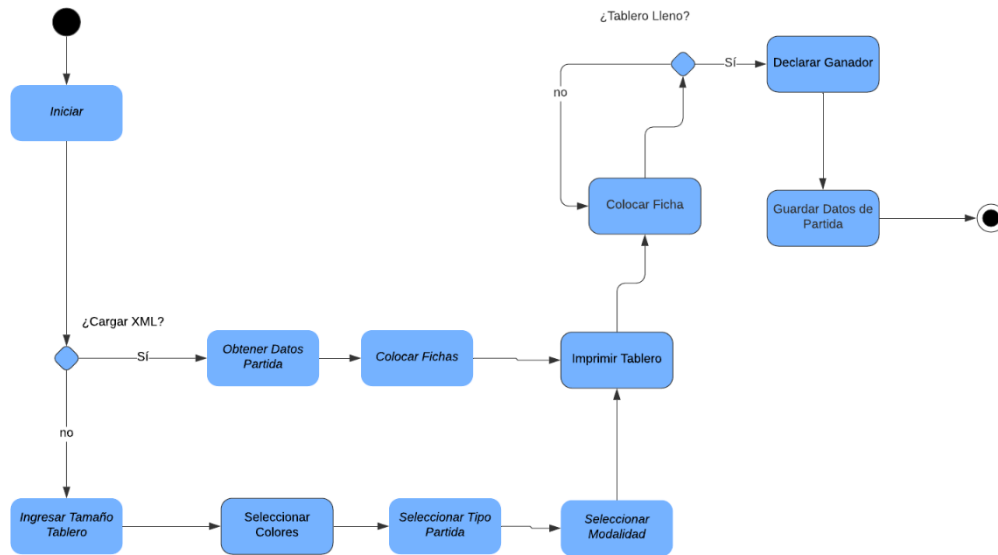 ¿Tablero Lleno?
Sí
Declarar Ganador
Iniciar
no
Colocar Ficha
Guardar Datos de
Partida
¿Cargar XML?
Sí
Obtener Datos
Partida
Colocar Fichas
Imprimir Tablero
no
Ingresar Tamaño
Tablero
Seleccionar
Colores
Seleccionar Tipo
Partida
Seleccionar
Modalidad